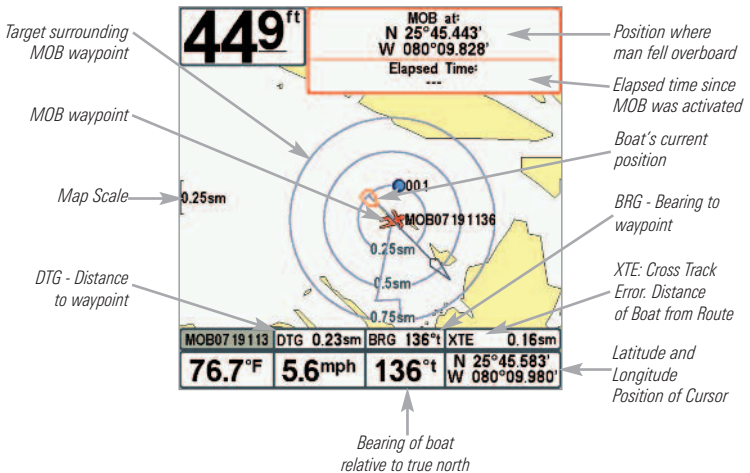 Target surrounding
MOB waypoint
MOB waypoint
Map Scale
DTG - Distance
to waypoint
44⁹ ft
MOB at:
N 25°45.443'
W 080°09.828'
Elapsed Time:
---
001
0.25sm
MOB07191136
0.25sm
0.5sm
0.75sm
MOB0719113 DTG 0.23sm BRG 136°t XTE 0.16sm
76.7°F 5.6mph 136°t N 25°45.583'
W 080°09.980'
Position where
man fell overboard
Elapsed time since
MOB was activated
Boat's current
position
BRG - Bearing to
waypoint
XTE: Cross Track
Error. Distance
of Boat from Route
Latitude and
Longitude
Position of Cursor
Bearing of boat
relative to true north